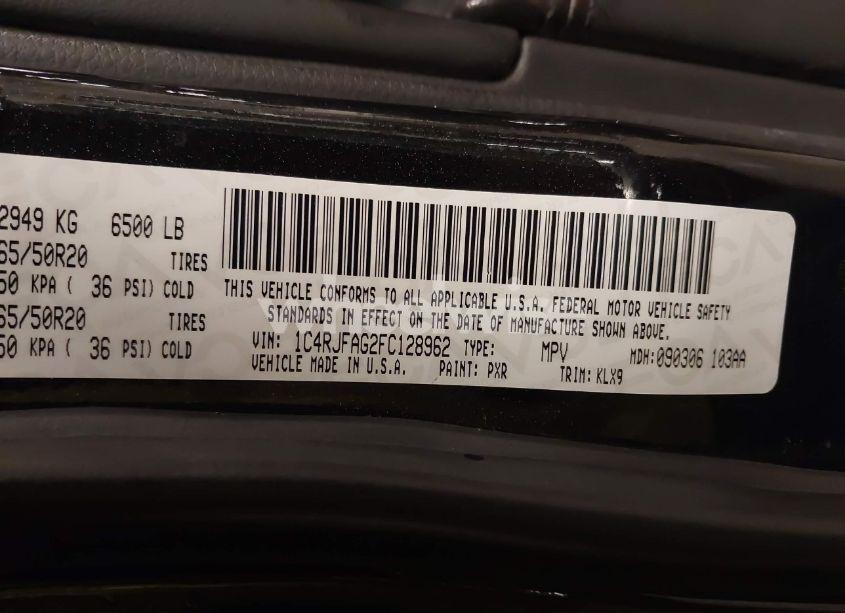 2949 KG 6500 LB
65/50R20 TIRES
50 KPA ( 36 PSI) COLD
65/50R20 TIRES
50 KPA ( 36 PSI) COLD
THIS VEHICLE CONFORMS TO ALL APPLICABLE U.S.A. FEDERAL MOTOR VEHICLE SAFETY
STANDARDS IN EFFECT ON THE DATE OF MANUFACTURE SHOWN ABOVE.
VIN: 1C4RJFAG2FC128962 TYPE: MPV MDH:090306 103AA
VEHICLE MADE IN U.S.A. PAINT: PXR TRIM: KLX9